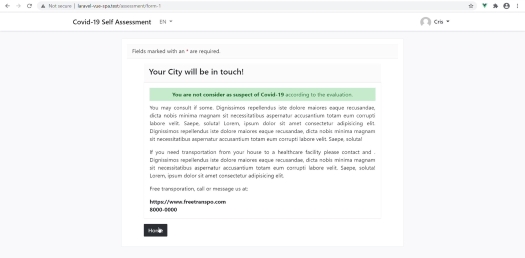 Not secure | laravel-vue-spa.test/assessment/form-1
Covid-19 Self Assessment EN Cris
Fields marked with an * are required.
Your City will be in touch!
You are not consider as suspect of Covid-19 according to the evaluation.
You may consult if some. Dignissimos repellendus iste dolore maiores eaque recusandae,
dicta nobis minima magnam sit necessitatibus aspernatur accusantium totam eum corrupti
labore velit. Saepe, soluta! Lorem, ipsum dolor sit amet consectetur adipisicing elit.
Dignissimos repellendus iste dolore maiores eaque recusandae, dicta nobis minima magnam
sit necessitatibus aspernatur accusantium totam eum corrupti labore velit. Saepe, soluta!
If you need transportation from your house to a healthcare facility please contact and .
Dignissimos repellendus iste dolore maiores eaque recusandae, dicta nobis minima magnam
sit necessitatibus aspernatur accusantium totam eum corrupti labore velit. Saepe, soluta!
Lorem, ipsum dolor sit amet consectetur adipisicing elit.
Free transporation, call or message us at:
https://www.freetranspo.com
8000-0000
Home